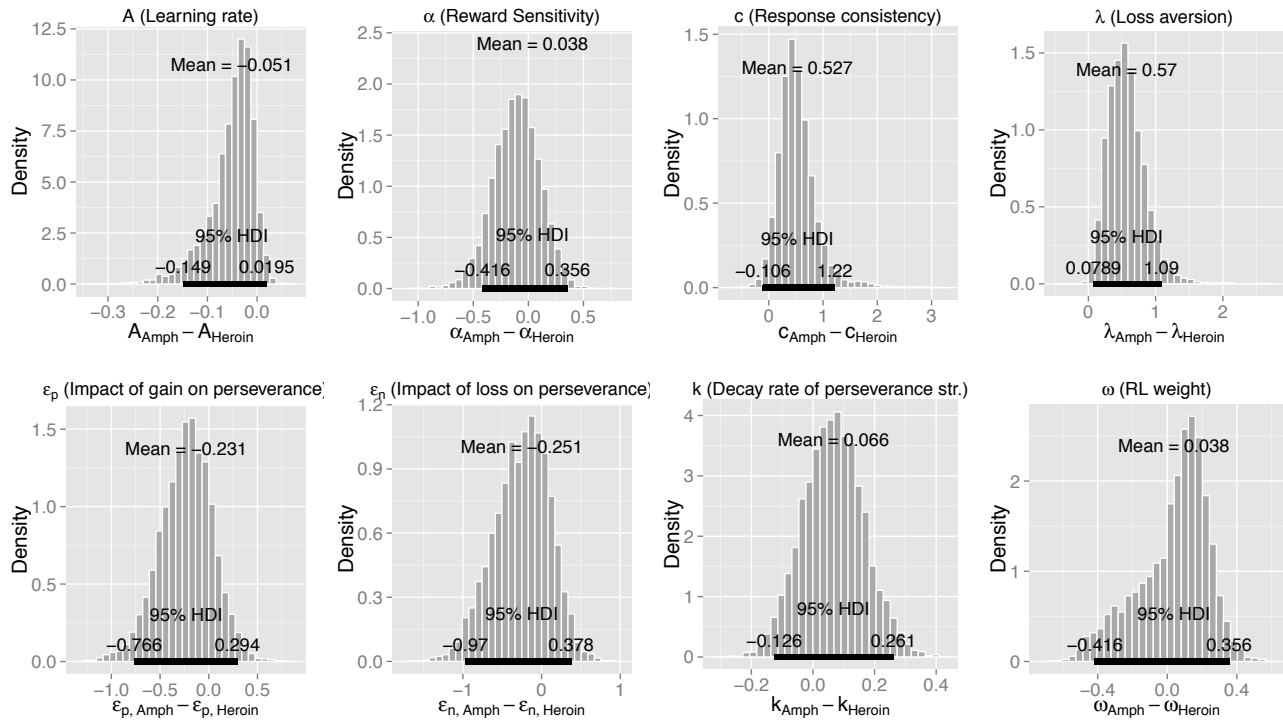 A (Learning rate)
12.5
10.0
7.5
5.0
2.5
0.0
Density
Mean = −0.051
95% HDI
−0.149 0.0195
−0.3 −0.2 −0.1 0.0
A_Amph − A_Heroin
α (Reward Sensitivity)
2.5
2.0
1.5
1.0
0.5
0.0
Density
Mean = 0.038
95% HDI
−0.416 0.356
−1.0 −0.5 0.0 0.5
α_Amph − α_Heroin
c (Response consistency)
1.5
1.0
0.5
0.0
Density
Mean = 0.527
95% HDI
−0.106 1.22
0 1 2 3
c_Amph − c_Heroin
λ (Loss aversion)
1.5
1.0
0.5
0.0
Density
Mean = 0.57
95% HDI
0.0789 1.09
0 1 2
λ_Amph − λ_Heroin
ε_p (Impact of gain on perseverance)
1.5
1.0
0.5
0.0
Density
Mean = −0.231
95% HDI
−0.766 0.294
−1.0 −0.5 0.0 0.5
ε_p, Amph − ε_p, Heroin
ε_n (Impact of loss on perseverance)
1.2
0.9
0.6
0.3
0.0
Density
Mean = −0.251
95% HDI
−0.97 0.378
−1 0 1
ε_n, Amph − ε_n, Heroin
k (Decay rate of perseverance str.)
4
3
2
1
0
Density
Mean = 0.066
95% HDI
−0.126 0.261
−0.2 0.0 0.2 0.4
k_Amph − k_Heroin
ω (RL weight)
2
1
0
Density
Mean = 0.038
95% HDI
−0.416 0.356
−0.4 0.0 0.4
ω_Amph − ω_Heroin